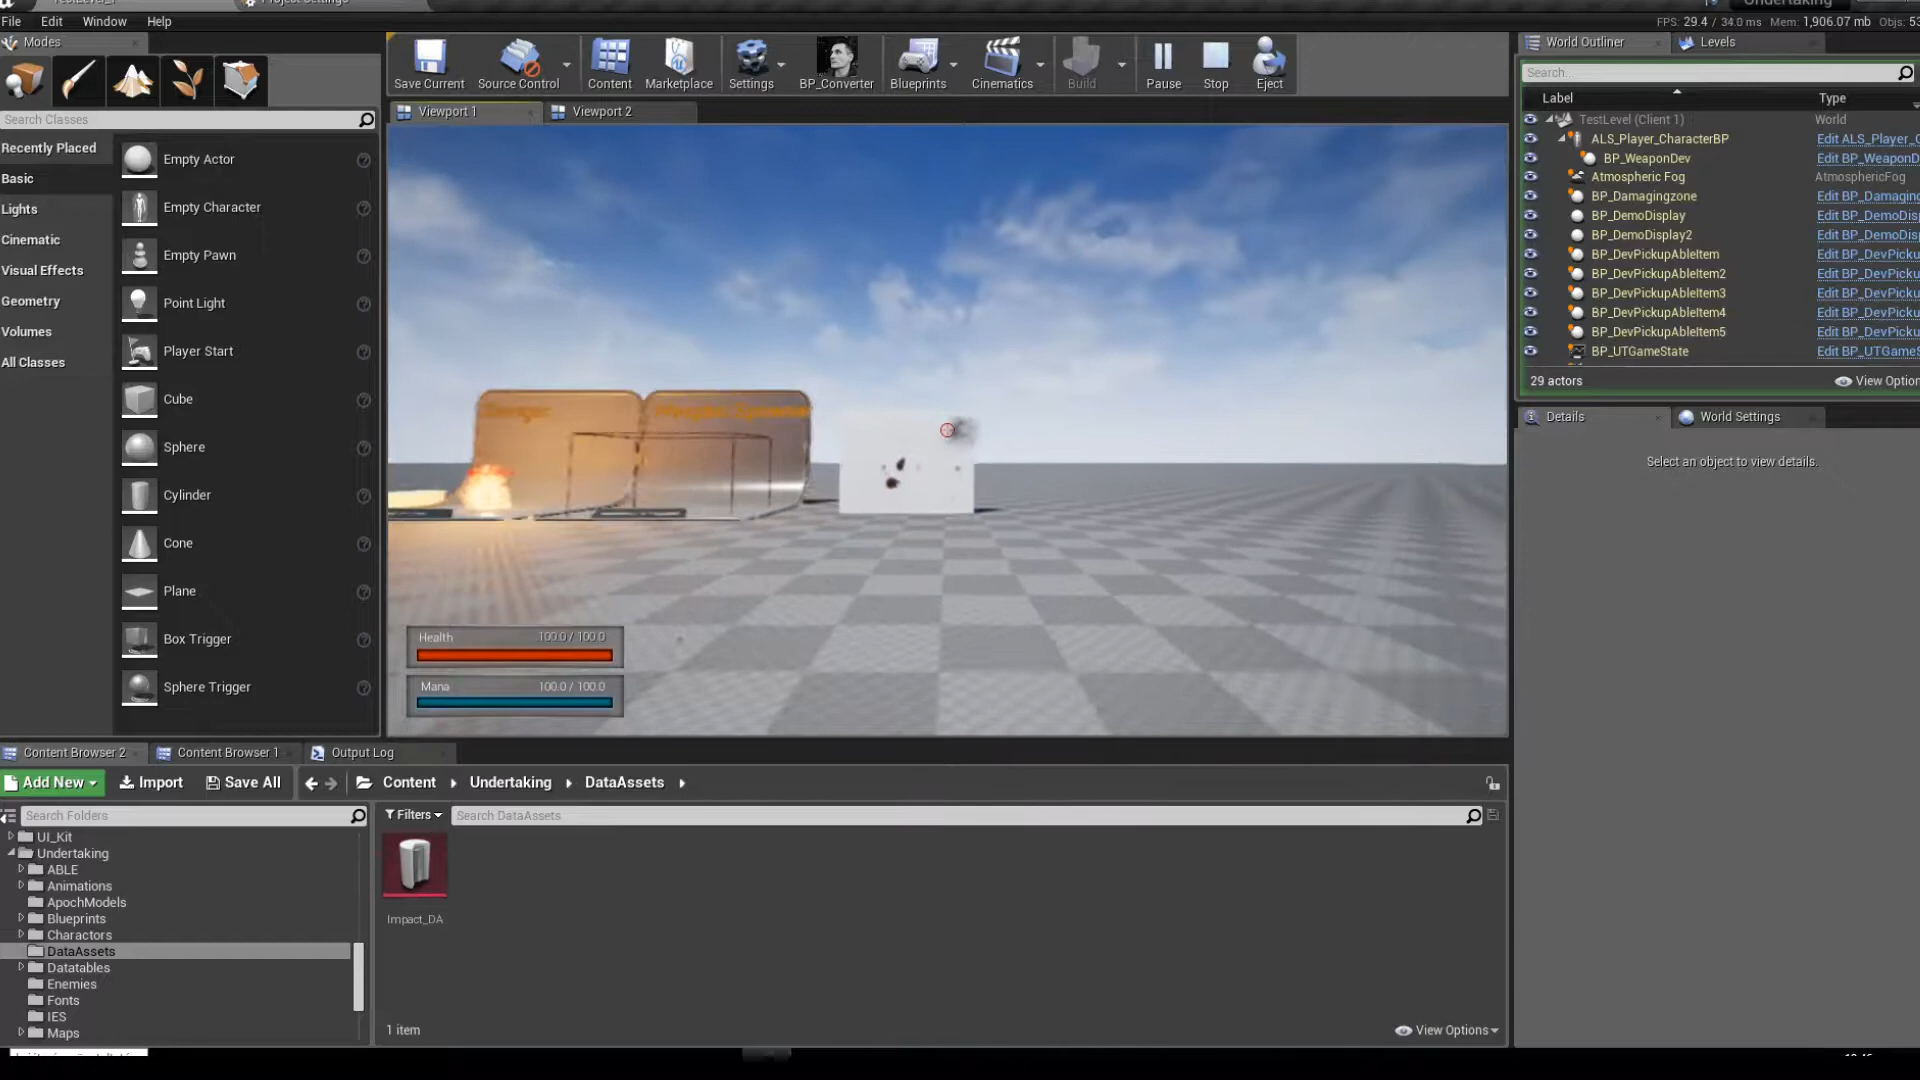 Project Settings
Undertaking
File Edit Window Help
FPS: 29.4 / 34.0 ms Mem: 1,906.07 mb Objs: 53
Modes
Save Current Source Control Content Marketplace Settings BP_Converter Blueprints Cinematics Build Pause Stop Eject
World Outliner Levels
Search...
Label Type
Viewport 1 Viewport 2
Search Classes
Recently Placed
Basic
Lights
Cinematic
Visual Effects
Geometry
Volumes
All Classes
Empty Actor
Empty Character
Empty Pawn
Point Light
Player Start
Cube
Sphere
Cylinder
Cone
Plane
Box Trigger
Sphere Trigger
TestLevel (Client 1) World
ALS_Player_CharacterBP Edit ALS_Player_C
BP_WeaponDev Edit BP_WeaponD
Atmospheric Fog AtmosphericFog
BP_Damagingzone Edit BP_Damaging
BP_DemoDisplay Edit BP_DemoDisp
BP_DemoDisplay2 Edit BP_DemoDisp
BP_DevPickupAbleItem Edit BP_DevPicku
BP_DevPickupAbleItem2 Edit BP_DevPicku
BP_DevPickupAbleItem3 Edit BP_DevPicku
BP_DevPickupAbleItem4 Edit BP_DevPicku
BP_DevPickupAbleItem5 Edit BP_DevPicku
BP_UTGameState Edit BP_UTGameS
29 actors View Option
Details World Settings
Select an object to view details.
Health 100.0 / 100.0
Mana 100.0 / 100.0
Content Browser 2 Content Browser 1 Output Log
Add New Import Save All Content Undertaking DataAssets
Search Folders
Filters Search DataAssets
UI_Kit
Undertaking
ABLE
Animations
ApochModels
Blueprints
Charactors
DataAssets
Datatables
Enemies
Fonts
IES
Maps
Impact_DA
1 item View Options